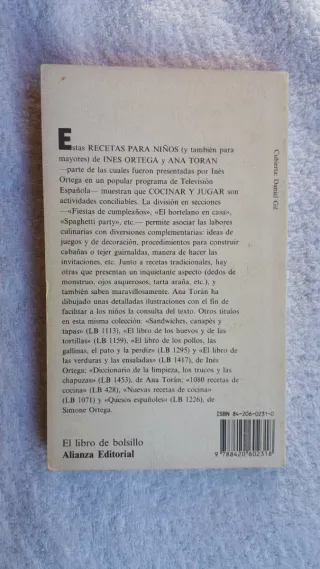 Estas RECETAS PARA NIÑOS (y también para
mayores) de INES ORTEGA y ANA TORAN
—parte de las cuales fueron presentadas por Inés
Ortega en un popular programa de Televisión
Española— muestran que COCINAR Y JUGAR son
actividades conciliables. La división en secciones
—«Fiestas de cumpleaños», «El hortelano en casa»,
«Spaghetti party», etc.— permite asociar las labores
culinarias con diversiones complementarias: ideas de
juegos y de decoración, procedimientos para construir
cabañas o tejer guirnaldas, manera de hacer las
invitaciones, etc. Junto a recetas tradicionales, hay
otras que presentan un inquietante aspecto (dedos de
monstruo, ojos asquerosos, tarta araña, etc.), y
también saben maravillosamente. Ana Torán ha
dibujado unas detalladas ilustraciones con el fin de
facilitar a los niños la consulta del texto. Otros títulos
en esta misma colección: «Sandwiches, canapés y
tapas» (LB 1113), «El libro de los huevos y de las
tortillas» (LB 1159), «El libro de los pollos, las
gallinas, el pato y la perdiz» (LB 1295) y «El libro de
las verduras y las ensaladas» (LB 1417), de Inés
Ortega; «Diccionario de la limpieza, los trucos y las
chapuzas» (LB 1453), de Ana Torán; «1080 recetas de
cocina» (LB 428), «Nuevas recetas de cocina»
(LB 1071) y «Quesos españoles» (LB 1226), de
Simone Ortega.
Cubierta: Daniel Gil
ISBN 84-206-0231-0
9 788420 602318
El libro de bolsillo
Alianza Editorial